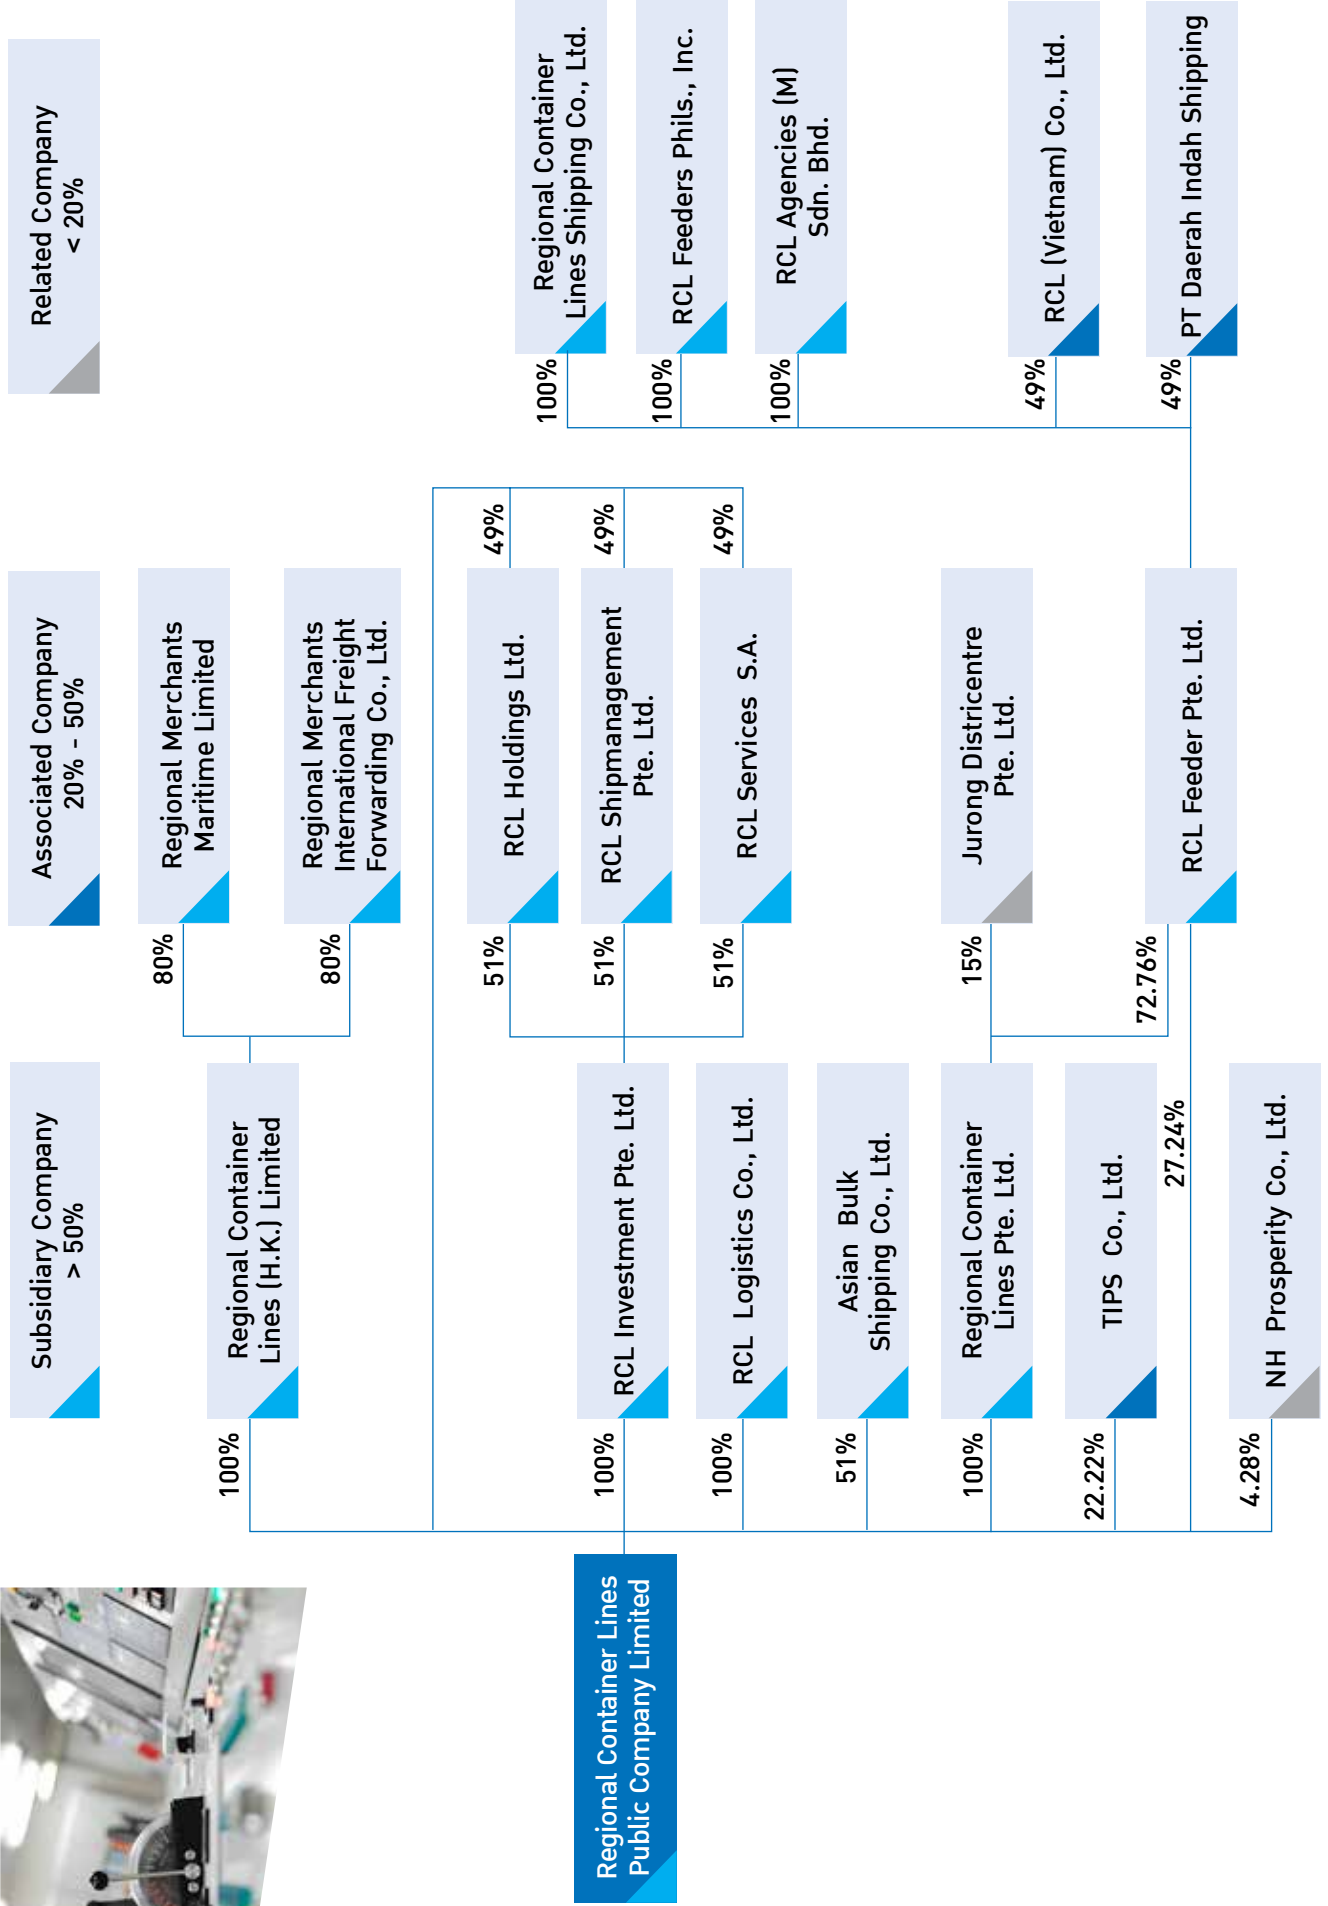 Subsidiary Company
> 50%
Associated Company
20% - 50%
Related Company
< 20%
Regional Container Lines
Public Company Limited
100%
Regional Container
Lines (H.K.) Limited
80%
Regional Merchants
Maritime Limited
80%
Regional Merchants
International Freight
Forwarding Co., Ltd.
100%
RCL Investment Pte. Ltd.
51%
RCL Holdings Ltd.
49%
51%
RCL Shipmanagement
Pte. Ltd.
49%
51%
RCL Services S.A.
49%
100%
RCL Logistics Co., Ltd.
51%
Asian Bulk
Shipping Co., Ltd.
100%
Regional Container
Lines Pte. Ltd.
15%
Jurong Districentre
Pte. Ltd.
72.76%
RCL Feeder Pte. Ltd.
27.24%
22.22%
TIPS Co., Ltd.
4.28%
NH Prosperity Co., Ltd.
100%
Regional Container
Lines Shipping Co., Ltd.
100%
RCL Feeders Phils., Inc.
100%
RCL Agencies (M)
Sdn. Bhd.
49%
RCL (Vietnam) Co., Ltd.
49%
PT Daerah Indah Shipping